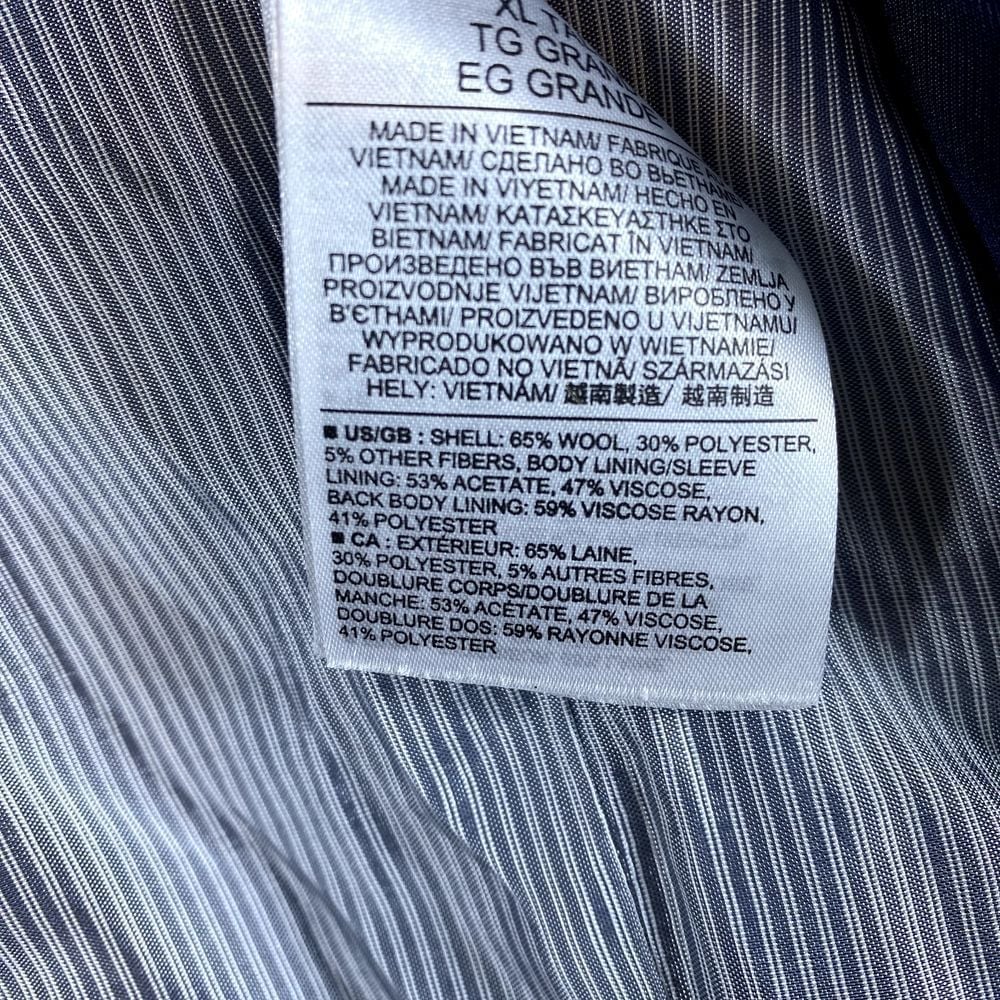 XL
TG GRAN
EG GRANDE
MADE IN VIETNAM/ FABRIQUE
VIETNAM/ СДЕЛАНО ВО ВЬЕТНАМЕ
MADE IN VIYETNAM/ HECHO EN
VIETNAM/ ΚΑΤΑΣΚΕΥΑΣΤΗΚΕ ΣΤΟ
ΒΙΕΤΝΑΜ/ FABRICAT ÎN VIETNAM/
ПРОИЗВЕДЕНО ВЪВ ВИЕТНАМ/ ZEMLJA
PROIZVODNJE VIJETNAM/ ВИРОБЛЕНО У
В'ЄТНАМІ/ PROIZVEDENO U VIJETNAMU/
WYPRODUKOWANO W WIETNAMIE/
FABRICADO NO VIETNÃ/ SZÁRMAZÁSI
HELY: VIETNÁM/ 越南製造/ 越南制造
■ US/GB : SHELL: 65% WOOL, 30% POLYESTER,
5% OTHER FIBERS, BODY LINING/SLEEVE
LINING: 53% ACETATE, 47% VISCOSE,
BACK BODY LINING: 59% VISCOSE RAYON,
41% POLYESTER
■ CA : EXTÉRIEUR: 65% LAINE,
30% POLYESTER, 5% AUTRES FIBRES,
DOUBLURE CORPS/DOUBLURE DE LA
MANCHE: 53% ACÉTATE, 47% VISCOSE,
DOUBLURE DOS: 59% RAYONNE VISCOSE,
41% POLYESTER